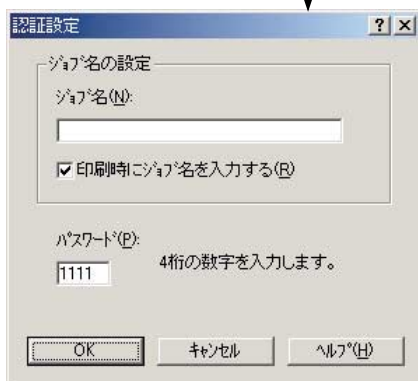 認証設定
ｼﾞｮﾌﾞ名の設定
ｼﾞｮﾌﾞ名(N):
印刷時にｼﾞｮﾌﾞ名を入力する(R)
ﾊﾟｽﾜｰﾄﾞ(P):
1111 4桁の数字を入力します。
OK ｷｬﾝｾﾙ ﾍﾙﾌﾟ(H)